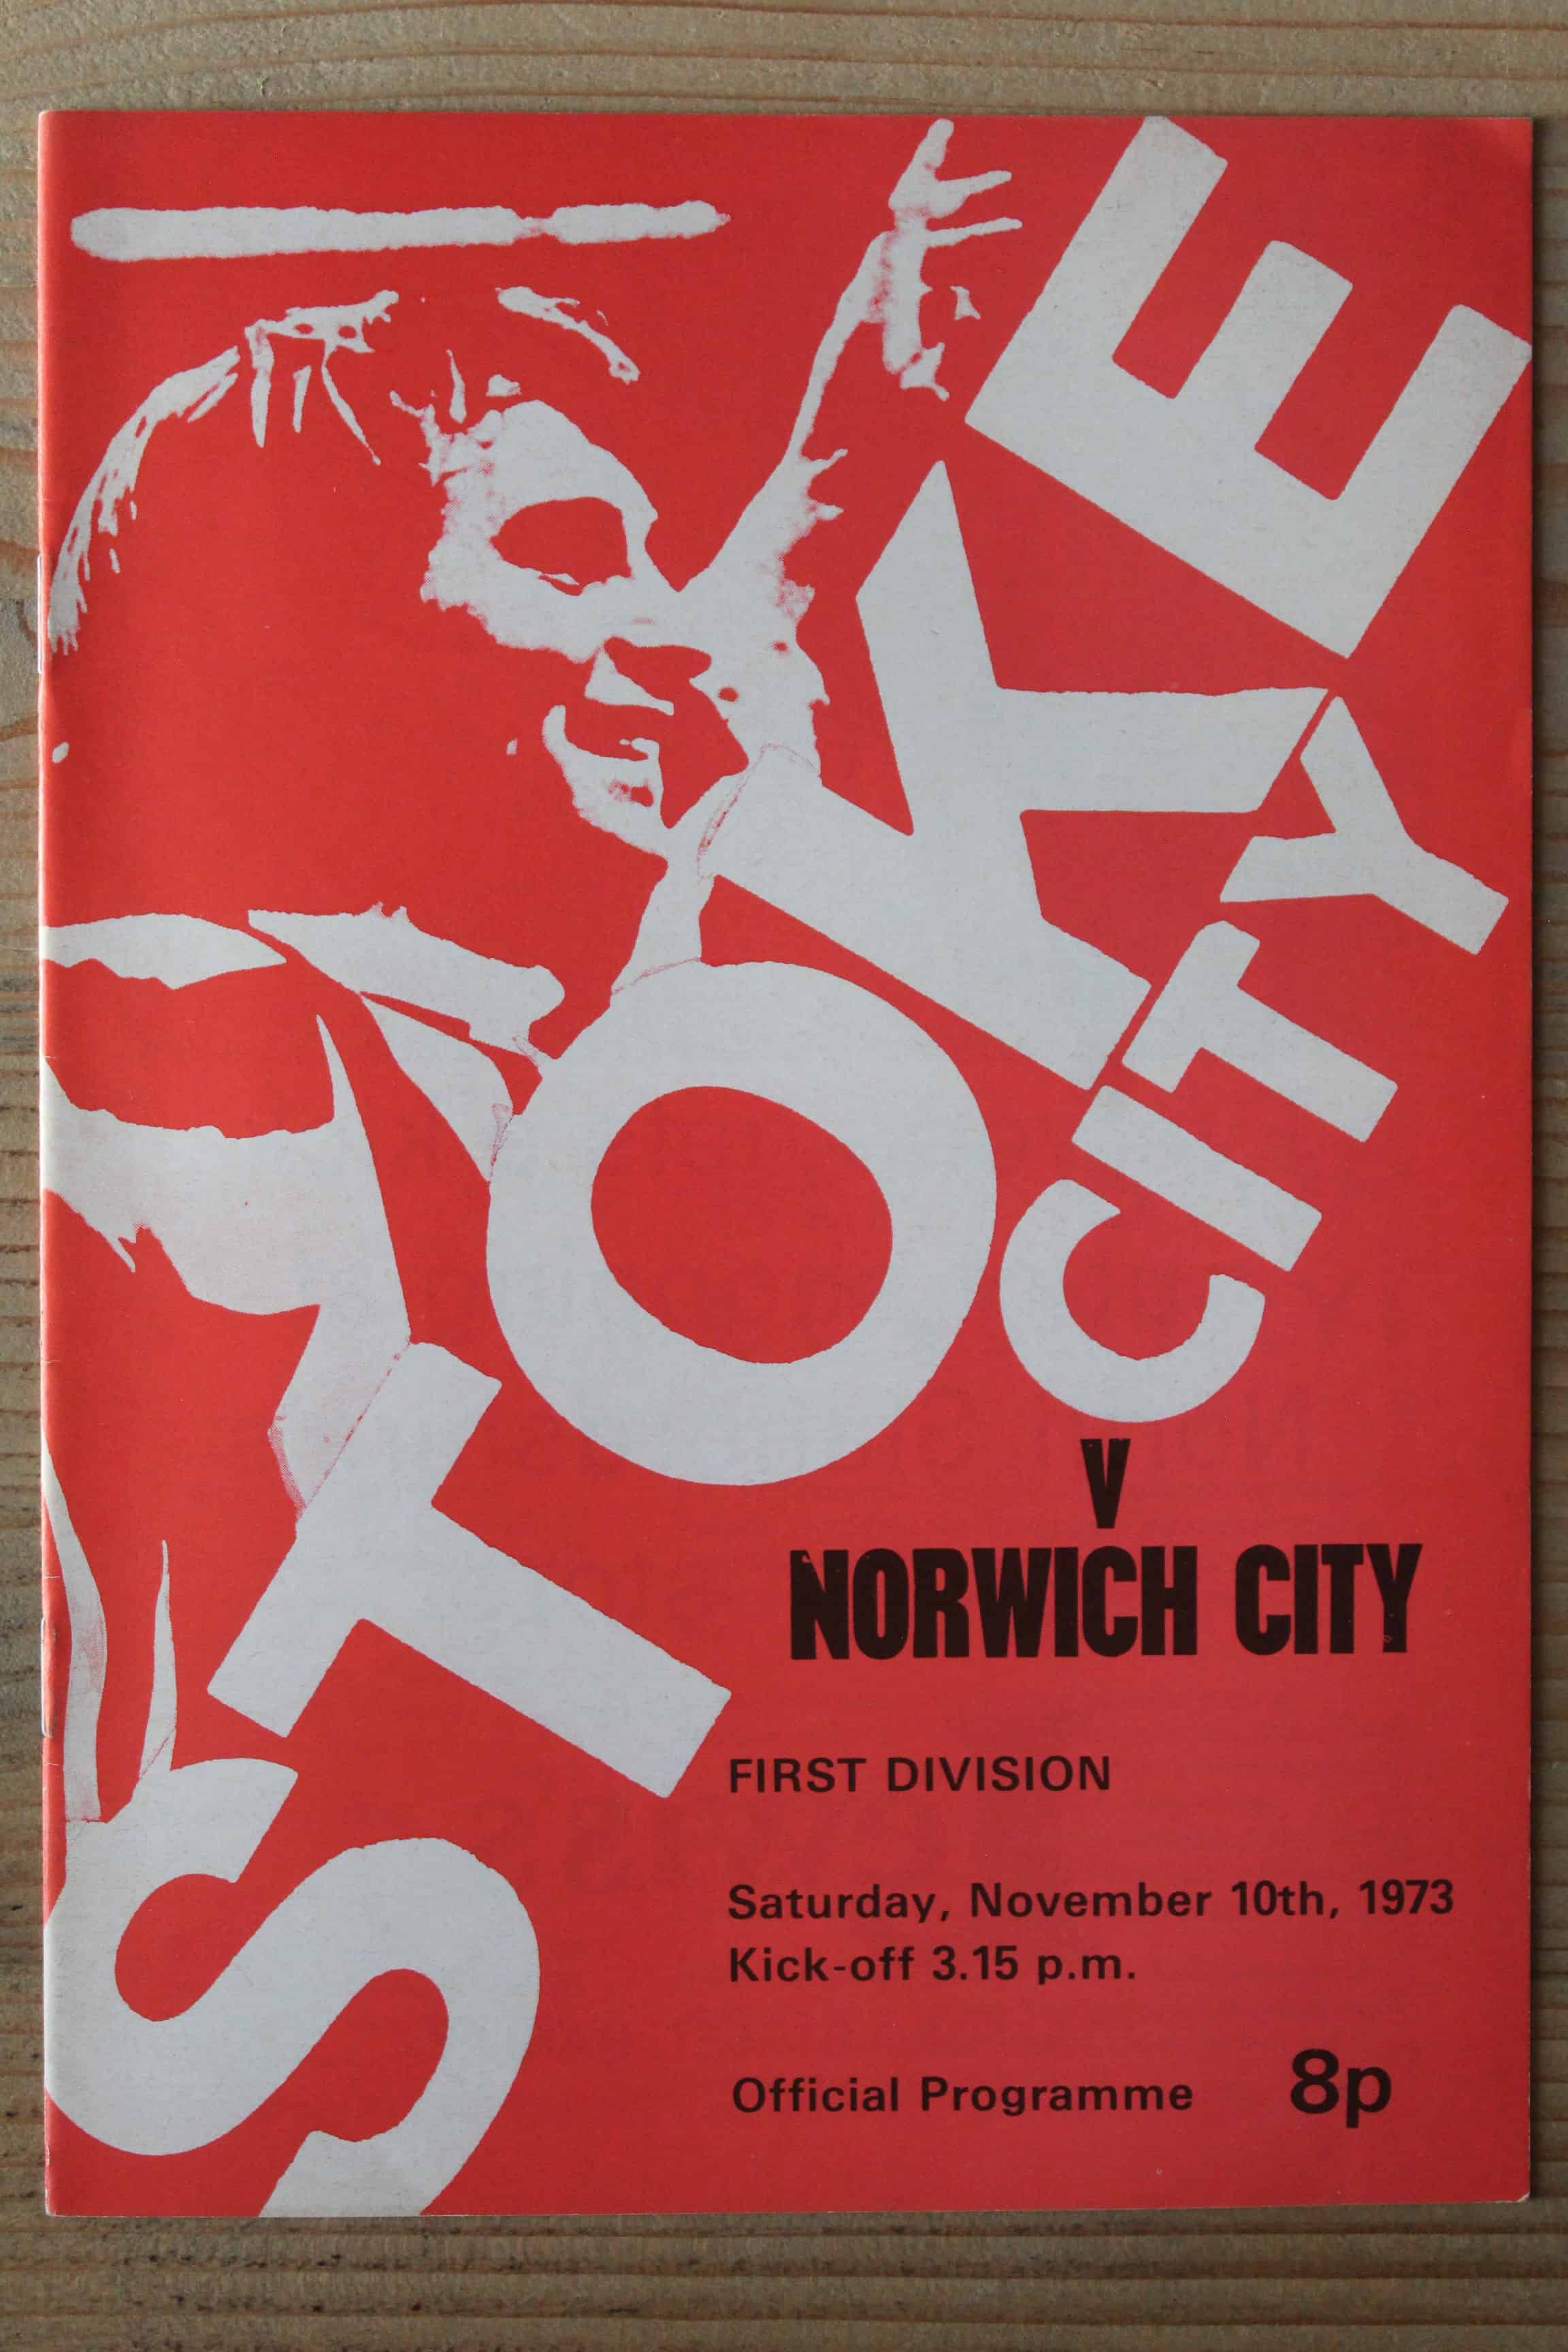 STOKE
CITY
V
NORWICH CITY
FIRST DIVISION
Saturday, November 10th, 1973
Kick-off 3.15 p.m.
Official Programme 8p